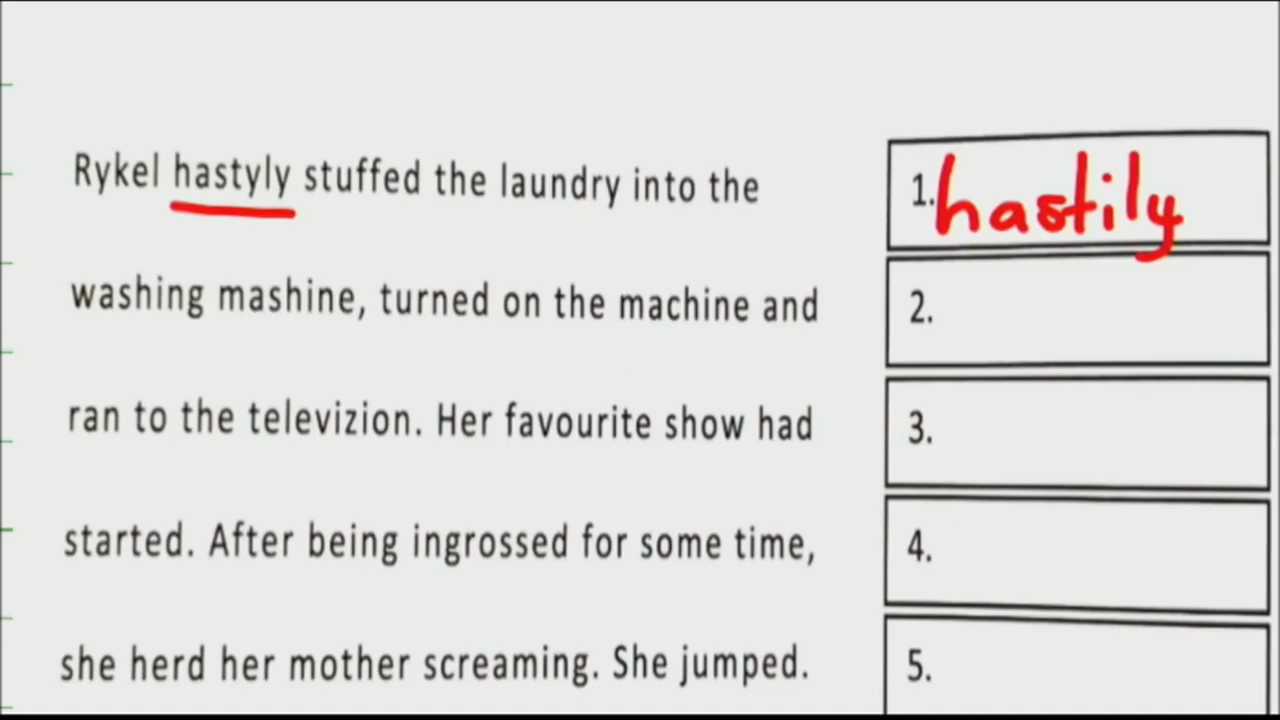 Rykel hastyly stuffed the laundry into the
1. hastily
washing mashine, turned on the machine and
2.
ran to the televizion. Her favourite show had
3.
started. After being ingrossed for some time,
4.
she herd her mother screaming. She jumped.
5.